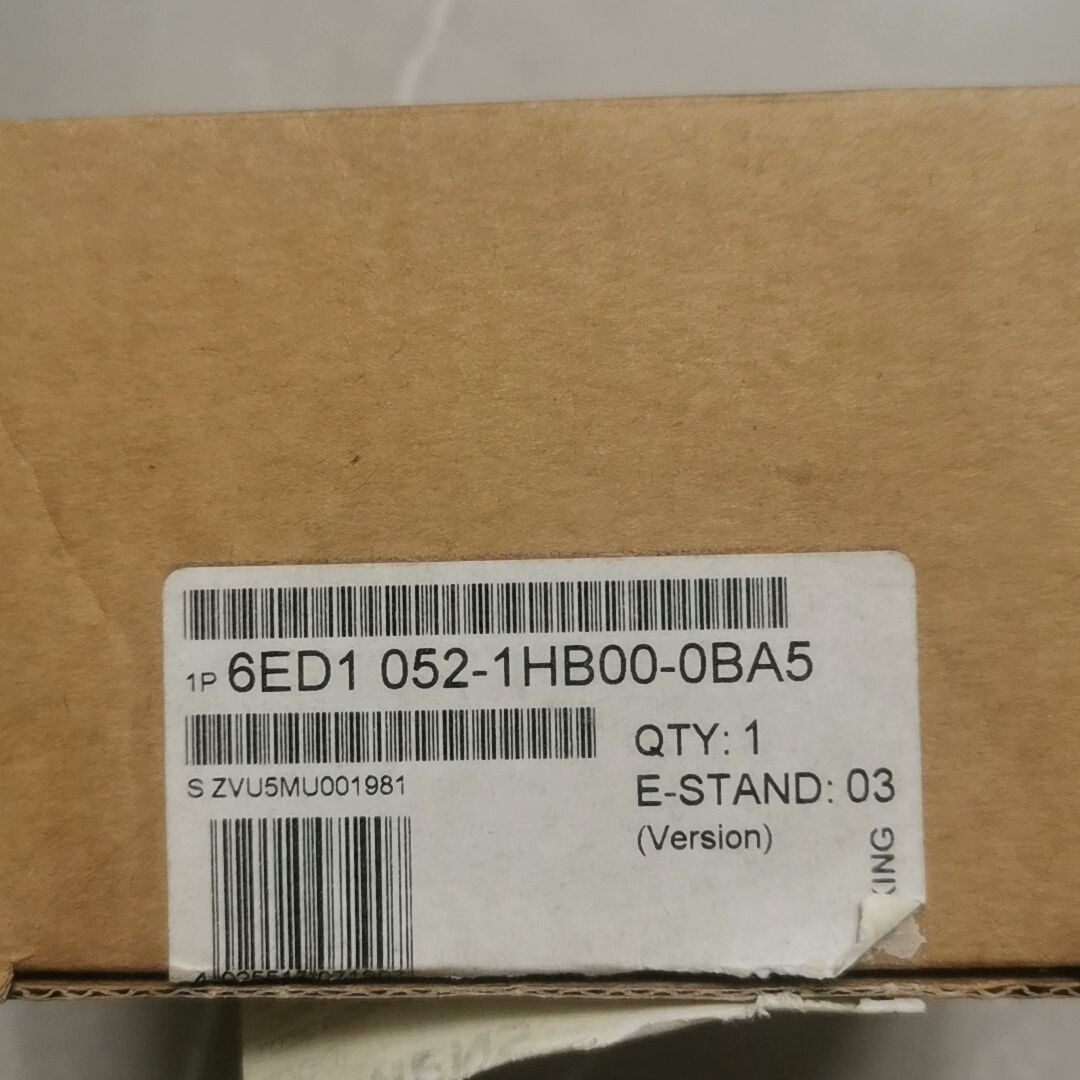 1P 6ED1 052-1HB00-0BA5
S ZVU5MU001981
QTY: 1
E-STAND: 03
(Version)
KING